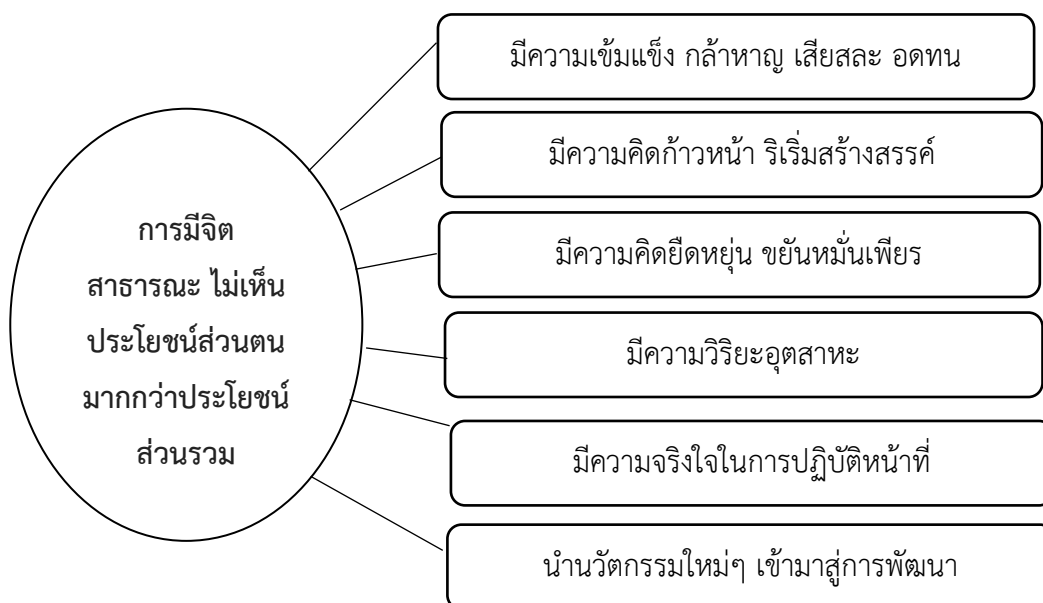 มีความเข้มแข็ง กล้าหาญ เสียสละ อดทน
มีความคิดก้าวหน้า ริเริ่มสร้างสรรค์
การมีจิต
สาธารณะ ไม่เห็น
ประโยชน์ส่วนตน
มากกว่าประโยชน์
ส่วนรวม
มีความคิดยืดหยุ่น ขยันหมั่นเพียร
มีความวิริยะอุตสาหะ
มีความจริงใจในการปฏิบัติหน้าที่
นำนวัตกรรมใหม่ๆ เข้ามาสู่การพัฒนา